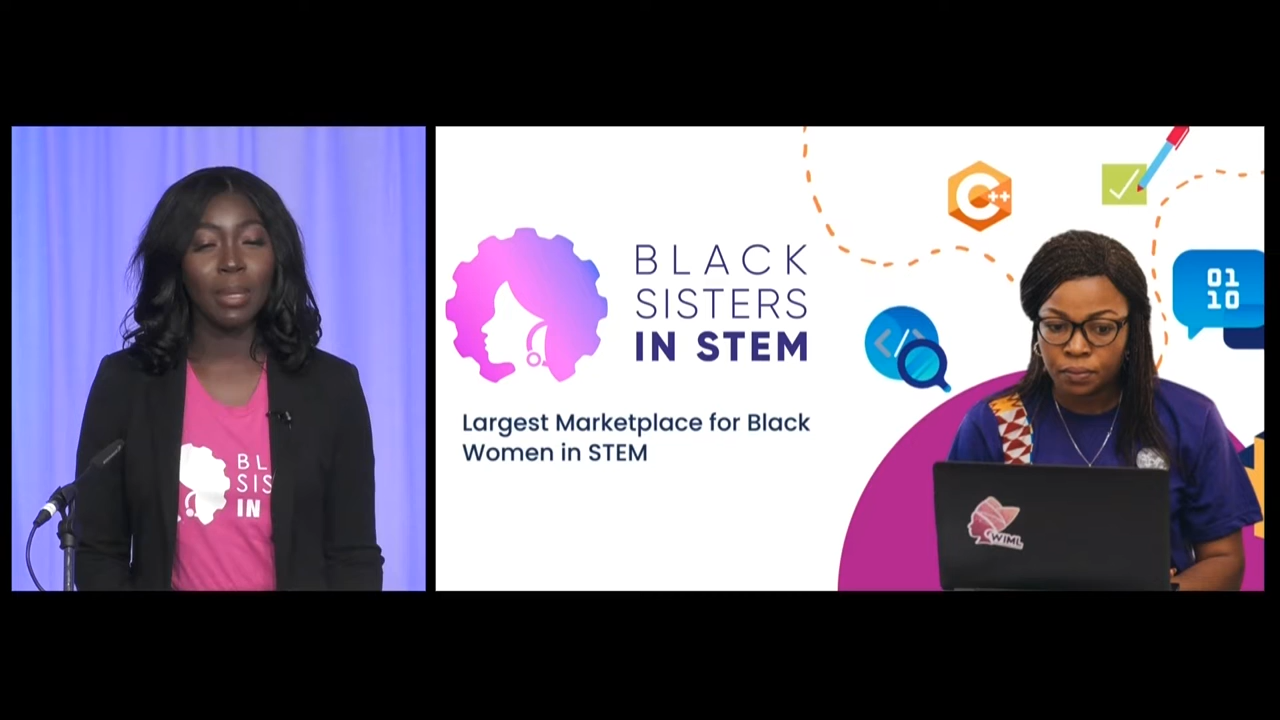 BL
SIS
IN
BLACK
SISTERS
IN STEM
Largest Marketplace for Black
Women in STEM
C++
</>
01
10
WIML